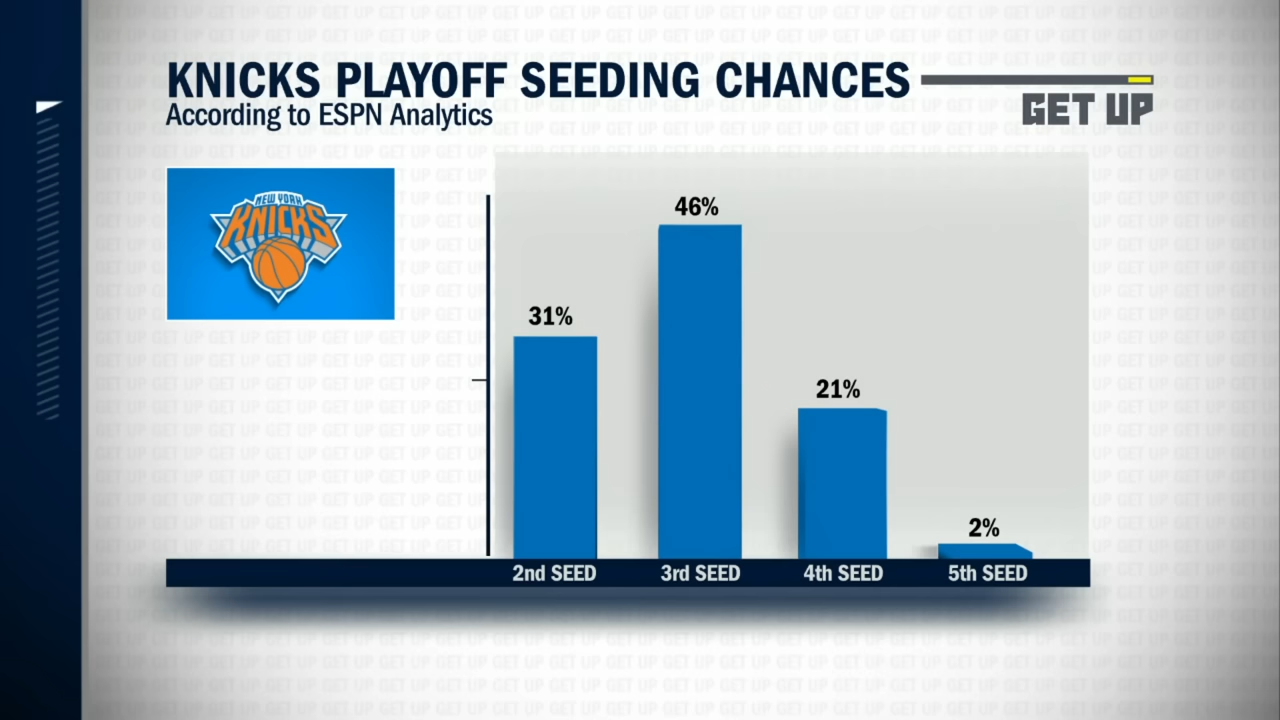 KNICKS PLAYOFF SEEDING CHANCES
According to ESPN Analytics
GET UP
NEW YORK
KNICKS
46%
31%
21%
2%
2nd SEED 3rd SEED 4th SEED 5th SEED